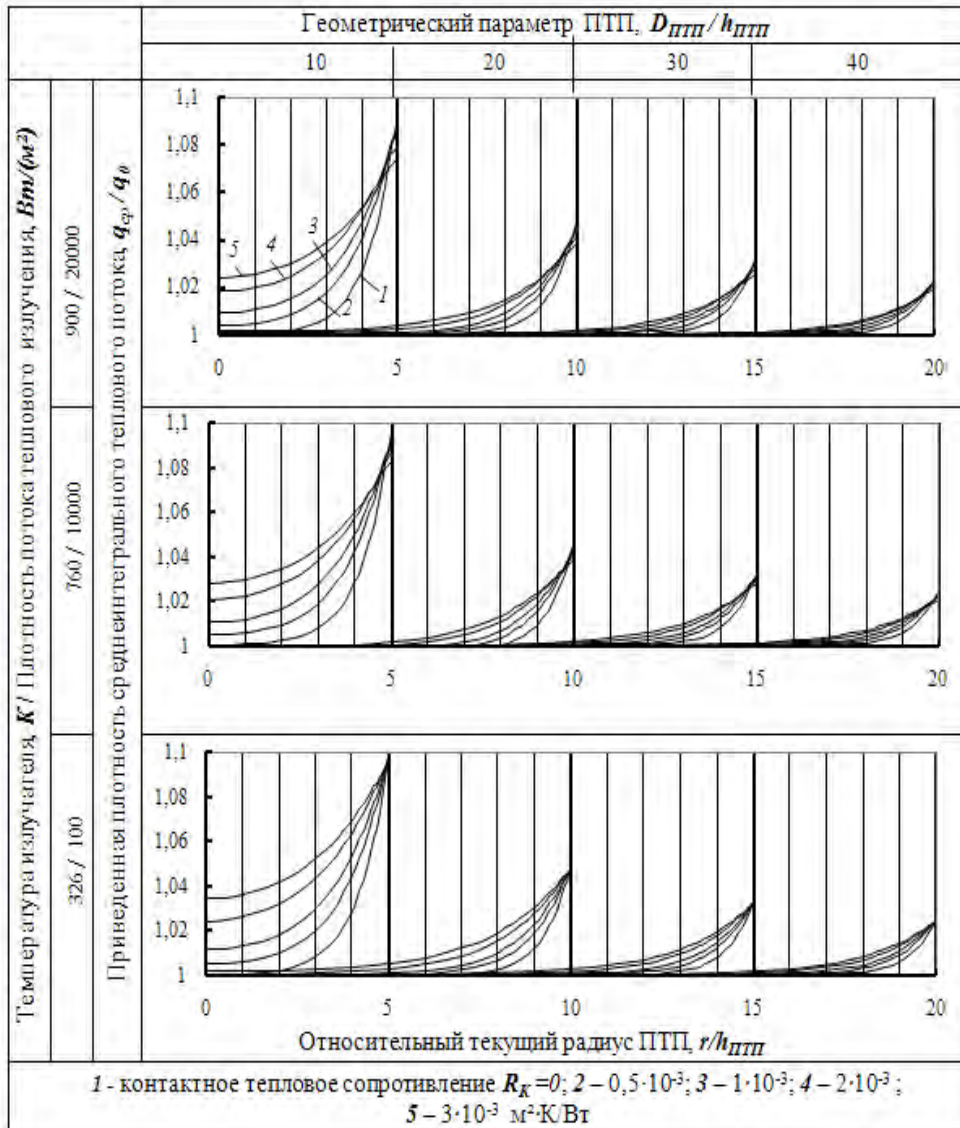 Геометрический параметр ПТП, D_ПТП / h_ПТП
10 20 30 40
Температура излучателя, К / Плотность потока теплового излучения, Вт/(м²)
Приведенная плотность среднеинтегрального теплового потока, q_ср / q_0
900 / 20000
1,1
1,08
1,06
1,04
1,02
1
5 4 3 2 1
0 5 10 15 20
760 / 10000
1,1
1,08
1,06
1,04
1,02
1
0 5 10 15 20
326 / 100
1,1
1,08
1,06
1,04
1,02
1
0 5 10 15 20
Относительный текущий радиус ПТП, r/h_ПТП
1 - контактное тепловое сопротивление R_K =0; 2 – 0,5·10⁻³; 3 – 1·10⁻³; 4 – 2·10⁻³ ;
5 – 3·10⁻³ м²·К/Вт